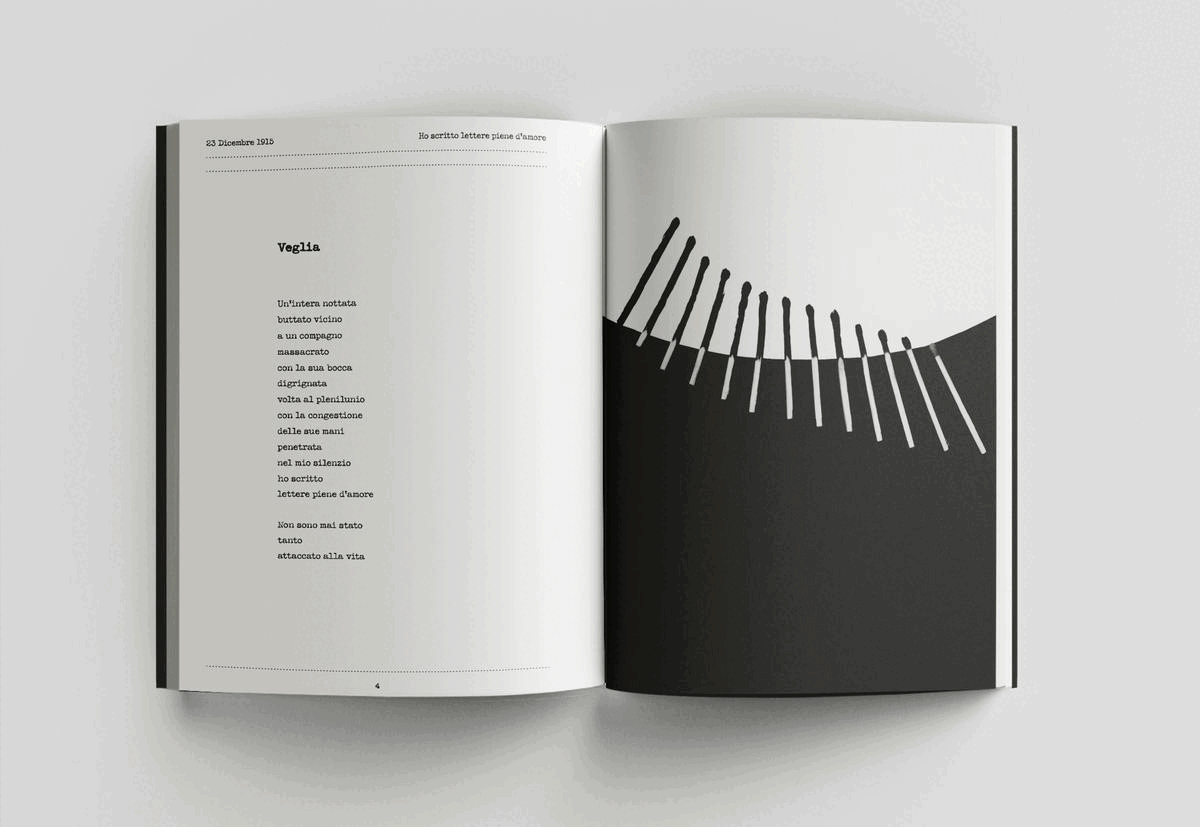 23 Dicembre 1915
Ho scritto lettere piene d'amore
Veglia
Un'intera nottata
buttato vicino
a un compagno
massacrato
con la sua bocca
digrignata
volta al plenilunio
con la congestione
delle sue mani
penetrata
nel mio silenzio
ho scritto
lettere piene d'amore
Non sono mai stato
tanto
attaccato alla vita
4